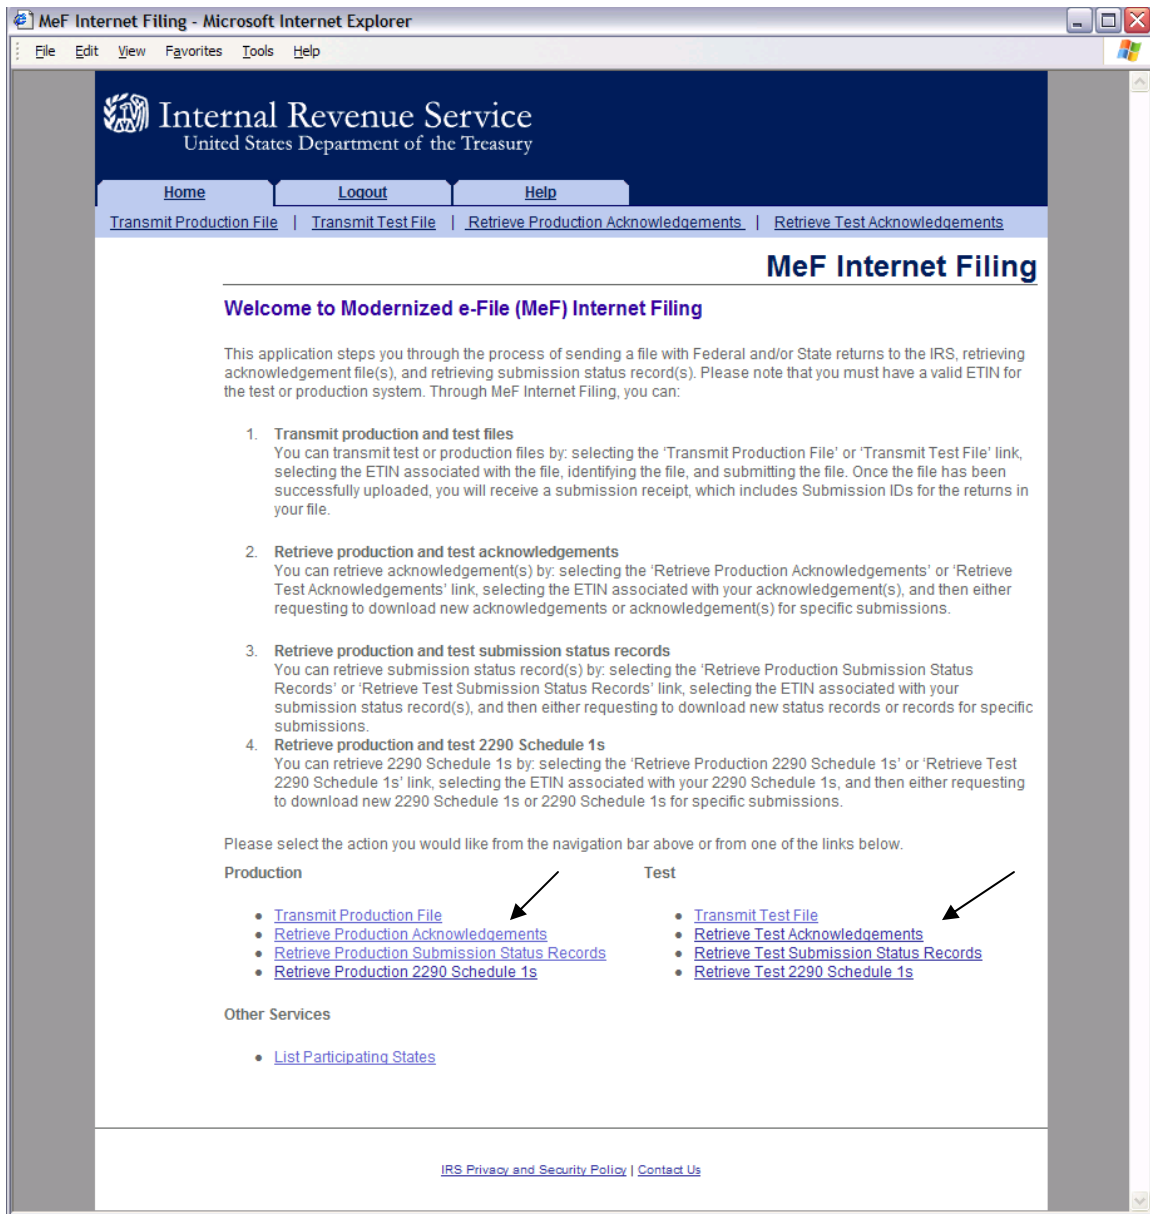 MeF Internet Filing - Microsoft Internet Explorer
File Edit View Favorites Tools Help
Internal Revenue Service
United States Department of the Treasury
Home Logout Help
Transmit Production File | Transmit Test File | Retrieve Production Acknowledgements | Retrieve Test Acknowledgements
MeF Internet Filing
Welcome to Modernized e-File (MeF) Internet Filing
This application steps you through the process of sending a file with Federal and/or State returns to the IRS, retrieving
acknowledgement file(s), and retrieving submission status record(s). Please note that you must have a valid ETIN for
the test or production system. Through MeF Internet Filing, you can:
1. Transmit production and test files
You can transmit test or production files by: selecting the ‘Transmit Production File’ or ‘Transmit Test File’ link,
selecting the ETIN associated with the file, identifying the file, and submitting the file. Once the file has been
successfully uploaded, you will receive a submission receipt, which includes Submission IDs for the returns in
your file.
2. Retrieve production and test acknowledgements
You can retrieve acknowledgement(s) by: selecting the ‘Retrieve Production Acknowledgements’ or ‘Retrieve
Test Acknowledgements’ link, selecting the ETIN associated with your acknowledgement(s), and then either
requesting to download new acknowledgements or acknowledgement(s) for specific submissions.
3. Retrieve production and test submission status records
You can retrieve submission status record(s) by: selecting the ‘Retrieve Production Submission Status
Records’ or ‘Retrieve Test Submission Status Records’ link, selecting the ETIN associated with your
submission status record(s), and then either requesting to download new status records or records for specific
submissions.
4. Retrieve production and test 2290 Schedule 1s
You can retrieve 2290 Schedule 1s by: selecting the ‘Retrieve Production 2290 Schedule 1s’ or ‘Retrieve Test
2290 Schedule 1s’ link, selecting the ETIN associated with your 2290 Schedule 1s, and then either requesting
to download new 2290 Schedule 1s or 2290 Schedule 1s for specific submissions.
Please select the action you would like from the navigation bar above or from one of the links below.
Production
• Transmit Production File
• Retrieve Production Acknowledgements
• Retrieve Production Submission Status Records
• Retrieve Production 2290 Schedule 1s
Test
• Transmit Test File
• Retrieve Test Acknowledgements
• Retrieve Test Submission Status Records
• Retrieve Test 2290 Schedule 1s
Other Services
• List Participating States
IRS Privacy and Security Policy | Contact Us